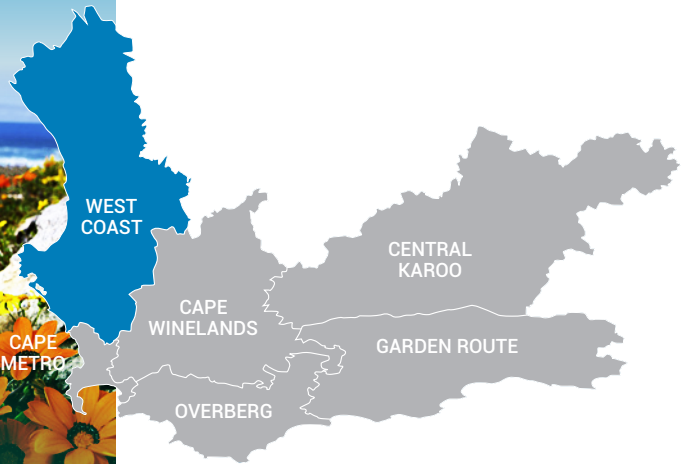 WEST
COAST
CENTRAL
KAROO
CAPE
WINELANDS
CAPE
METRO
GARDEN ROUTE
OVERBERG